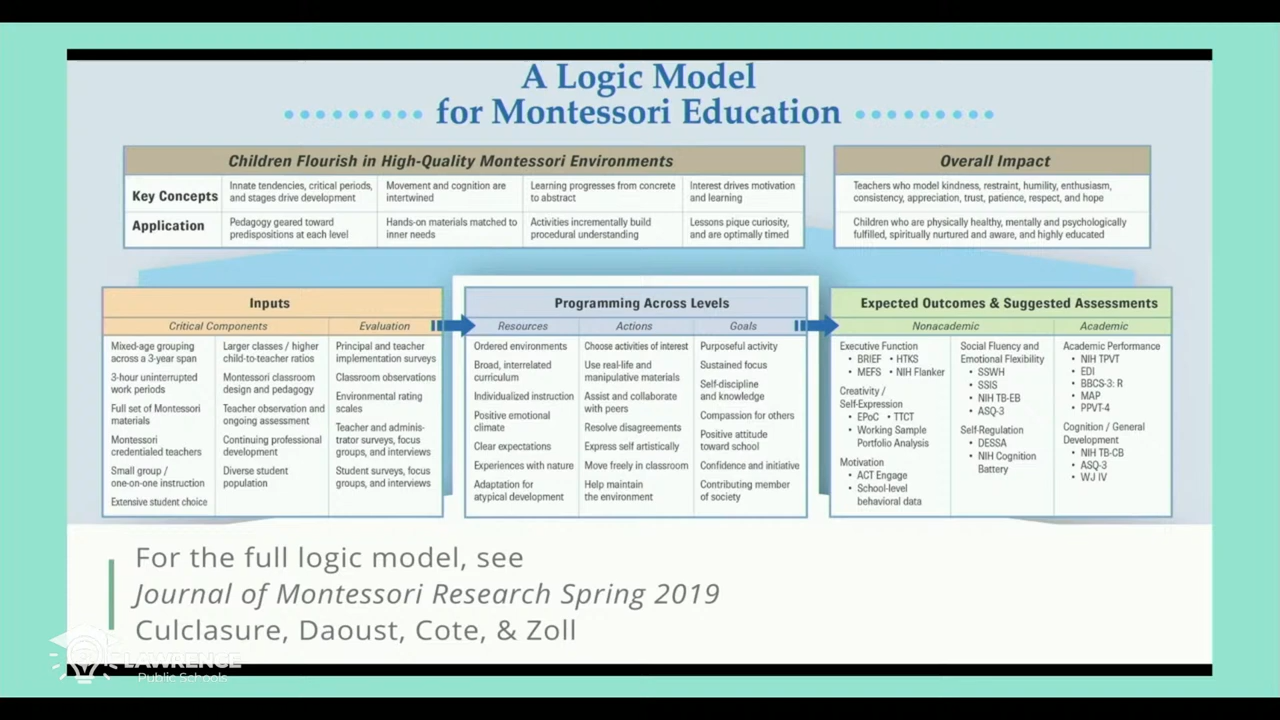 A Logic Model
for Montessori Education
Children Flourish in High-Quality Montessori Environments
Key Concepts
Innate tendencies, critical periods,
and stages drive development
Movement and cognition are
intertwined
Learning progresses from concrete
to abstract
Interest drives motivation
and learning
Application
Pedagogy geared toward
predispositions at each level
Hands-on materials matched to
inner needs
Activities incrementally build
procedural understanding
Lessons pique curiosity,
and are optimally timed
Overall Impact
Teachers who model kindness, restraint, humility, enthusiasm,
consistency, appreciation, trust, patience, respect, and hope
Children who are physically healthy, mentally and psychologically
fulfilled, spiritually nurtured and aware, and highly educated
Inputs
Critical Components
Mixed-age grouping
across a 3-year span
3-hour uninterrupted
work periods
Full set of Montessori
materials
Montessori
credentialed teachers
Small group /
one-on-one instruction
Extensive student choice
Larger classes / higher
child-to-teacher ratios
Montessori classroom
design and pedagogy
Teacher observation and
ongoing assessment
Continuing professional
development
Diverse student
population
Evaluation
Principal and teacher
implementation surveys
Classroom observations
Environmental rating
scales
Teacher and adminis-
trator surveys, focus
groups, and interviews
Student surveys, focus
groups, and interviews
Programming Across Levels
Resources
Ordered environments
Broad, interrelated
curriculum
Individualized instruction
Positive emotional
climate
Clear expectations
Experiences with nature
Adaptation for
atypical development
Actions
Choose activities of interest
Use real-life and
manipulative materials
Assist and collaborate
with peers
Resolve disagreements
Express self artistically
Move freely in classroom
Help maintain
the environment
Goals
Purposeful activity
Sustained focus
Self-discipline
and knowledge
Compassion for others
Positive attitude
toward school
Confidence and initiative
Contributing member
of society
Expected Outcomes & Suggested Assessments
Nonacademic
Executive Function
• BRIEF • HTKS
• MEFS • NIH Flanker
Creativity /
Self-Expression
• EPoC • TTCT
• Working Sample
Portfolio Analysis
Motivation
• ACT Engage
• School-level
behavioral data
Social Fluency and
Emotional Flexibility
• SSWH
• SSIS
• NIH TB-EB
• ASQ-3
Self-Regulation
• DESSA
• NIH Cognition
Battery
Academic
Academic Performance
• NIH TPVT
• EDI
• BBCS-3: R
• MAP
• PPVT-4
Cognition / General
Development
• NIH TB-CB
• ASQ-3
• WJ IV
For the full logic model, see
Journal of Montessori Research Spring 2019
Culclasure, Daoust, Cote, & Zoll
LAWRENCE
Public Schools